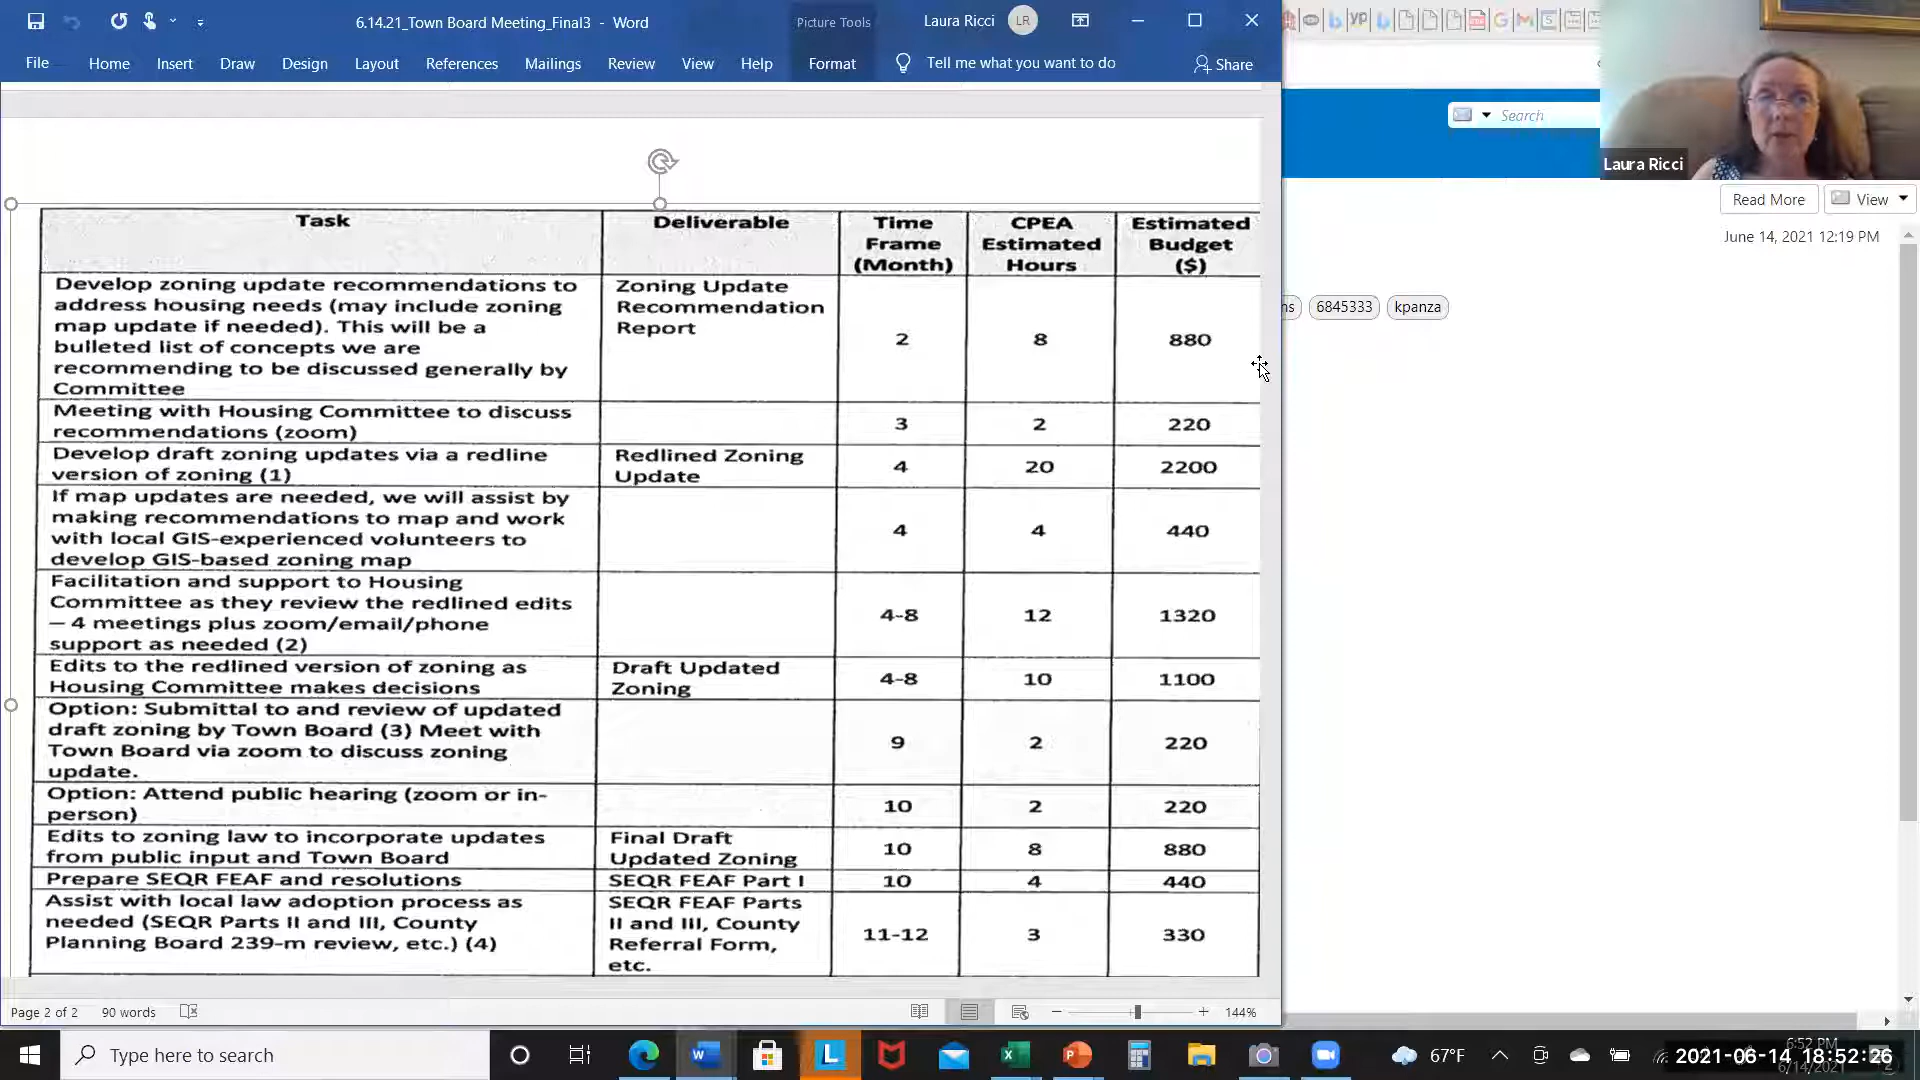 6.14.21_Town Board Meeting_Final3 - Word
Picture Tools
Laura Ricci
LR
File
Home
Insert
Draw
Design
Layout
References
Mailings
Review
View
Help
Format
Tell me what you want to do
Share
Task
Deliverable
Time
Frame
(Month)
CPEA
Estimated
Hours
Estimated
Budget
($)
Develop zoning update recommendations to
address housing needs (may include zoning
map update if needed). This will be a
bulleted list of concepts we are
recommending to be discussed generally by
Committee
Zoning Update
Recommendation
Report
2
8
880
Meeting with Housing Committee to discuss
recommendations (zoom)
3
2
220
Develop draft zoning updates via a redline
version of zoning (1)
Redlined Zoning
Update
4
20
2200
If map updates are needed, we will assist by
making recommendations to map and work
with local GIS-experienced volunteers to
develop GIS-based zoning map
4
4
440
Facilitation and support to Housing
Committee as they review the redlined edits
– 4 meetings plus zoom/email/phone
support as needed (2)
4-8
12
1320
Edits to the redlined version of zoning as
Housing Committee makes decisions
Draft Updated
Zoning
4-8
10
1100
Option: Submittal to and review of updated
draft zoning by Town Board (3) Meet with
Town Board via zoom to discuss zoning
update.
9
2
220
Option: Attend public hearing (zoom or in-
person)
10
2
220
Edits to zoning law to incorporate updates
from public input and Town Board
Final Draft
Updated Zoning
10
8
880
Prepare SEQR FEAF and resolutions
SEQR FEAF Part I
10
4
440
Assist with local law adoption process as
needed (SEQR Parts II and III, County
Planning Board 239-m review, etc.) (4)
SEQR FEAF Parts
II and III, County
Referral Form,
etc.
11-12
3
330
Page 2 of 2
90 words
144%
Search
Laura Ricci
Read More
View
June 14, 2021 12:19 PM
ns
6845333
kpanza
Type here to search
67°F
6:52 PM
6/14/2021
2021-06-14 18:52:26